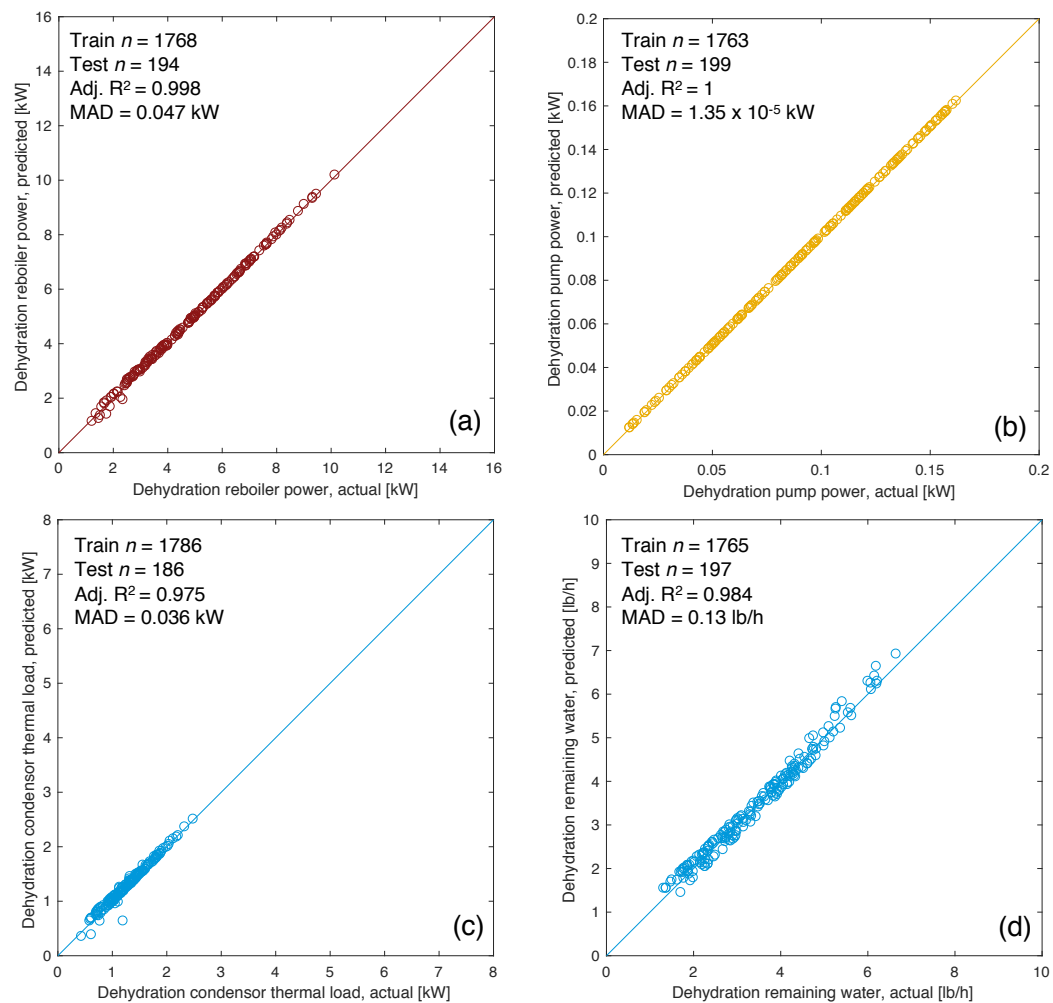 Train n = 1768
Test n = 194
Adj. R² = 0.998
MAD = 0.047 kW
(a)
Dehydration reboiler power, predicted [kW]
16
14
12
10
8
6
4
2
0
0 2 4 6 8 10 12 14 16
Dehydration reboiler power, actual [kW]
Train n = 1763
Test n = 199
Adj. R² = 1
MAD = 1.35 x 10⁻⁵ kW
(b)
Dehydration pump power, predicted [kW]
0.2
0.18
0.16
0.14
0.12
0.1
0.08
0.06
0.04
0.02
0
0 0.05 0.1 0.15 0.2
Dehydration pump power, actual [kW]
Train n = 1786
Test n = 186
Adj. R² = 0.975
MAD = 0.036 kW
(c)
Dehydration condensor thermal load, predicted [kW]
8
7
6
5
4
3
2
1
0
0 1 2 3 4 5 6 7 8
Dehydration condensor thermal load, actual [kW]
Train n = 1765
Test n = 197
Adj. R² = 0.984
MAD = 0.13 lb/h
(d)
Dehydration remaining water, predicted [lb/h]
10
9
8
7
6
5
4
3
2
1
0
0 2 4 6 8 10
Dehydration remaining water, actual [lb/h]